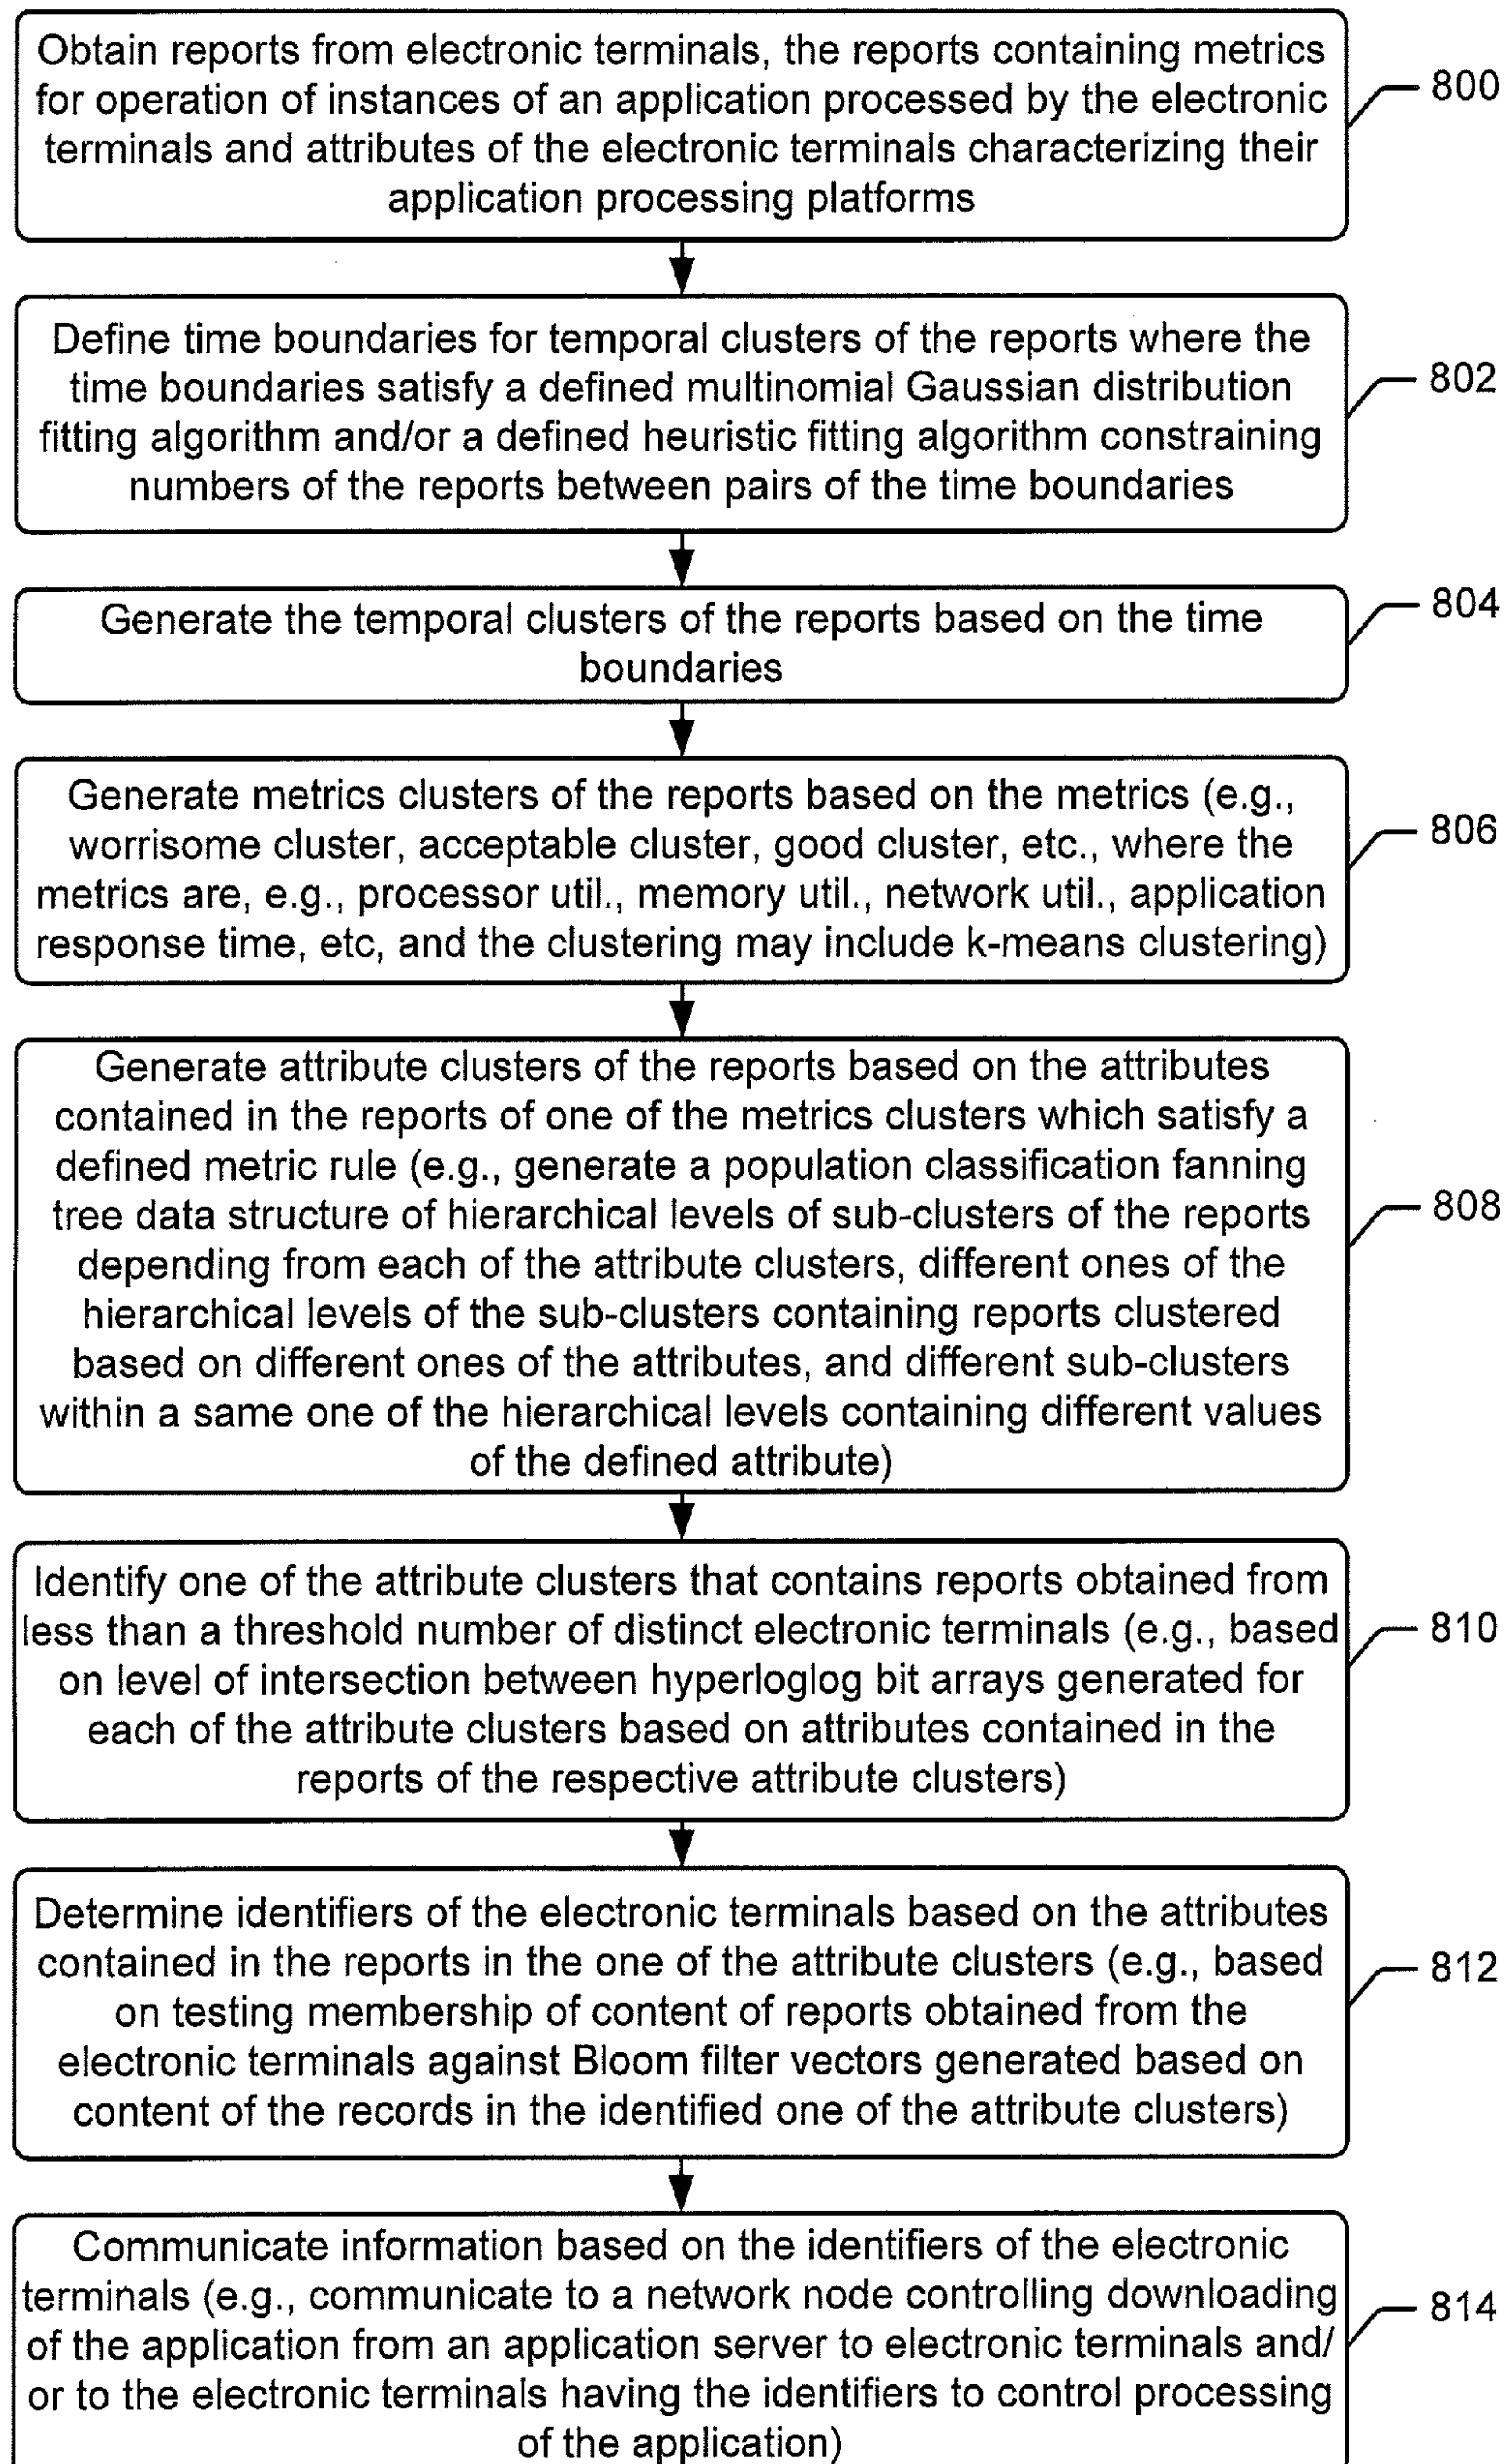 Obtain reports from electronic terminals, the reports containing metrics
for operation of instances of an application processed by the electronic
terminals and attributes of the electronic terminals characterizing their
application processing platforms
800
Define time boundaries for temporal clusters of the reports where the
time boundaries satisfy a defined multinomial Gaussian distribution
fitting algorithm and/or a defined heuristic fitting algorithm constraining
numbers of the reports between pairs of the time boundaries
802
Generate the temporal clusters of the reports based on the time
boundaries
804
Generate metrics clusters of the reports based on the metrics (e.g.,
worrisome cluster, acceptable cluster, good cluster, etc., where the
metrics are, e.g., processor util., memory util., network util., application
response time, etc, and the clustering may include k-means clustering)
806
Generate attribute clusters of the reports based on the attributes
contained in the reports of one of the metrics clusters which satisfy a
defined metric rule (e.g., generate a population classification fanning
tree data structure of hierarchical levels of sub-clusters of the reports
depending from each of the attribute clusters, different ones of the
hierarchical levels of the sub-clusters containing reports clustered
based on different ones of the attributes, and different sub-clusters
within a same one of the hierarchical levels containing different values
of the defined attribute)
808
Identify one of the attribute clusters that contains reports obtained from
less than a threshold number of distinct electronic terminals (e.g., based
on level of intersection between hyperloglog bit arrays generated for
each of the attribute clusters based on attributes contained in the
reports of the respective attribute clusters)
810
Determine identifiers of the electronic terminals based on the attributes
contained in the reports in the one of the attribute clusters (e.g., based
on testing membership of content of reports obtained from the
electronic terminals against Bloom filter vectors generated based on
content of the records in the identified one of the attribute clusters)
812
Communicate information based on the identifiers of the electronic
terminals (e.g., communicate to a network node controlling downloading
of the application from an application server to electronic terminals and/
or to the electronic terminals having the identifiers to control processing
of the application)
814